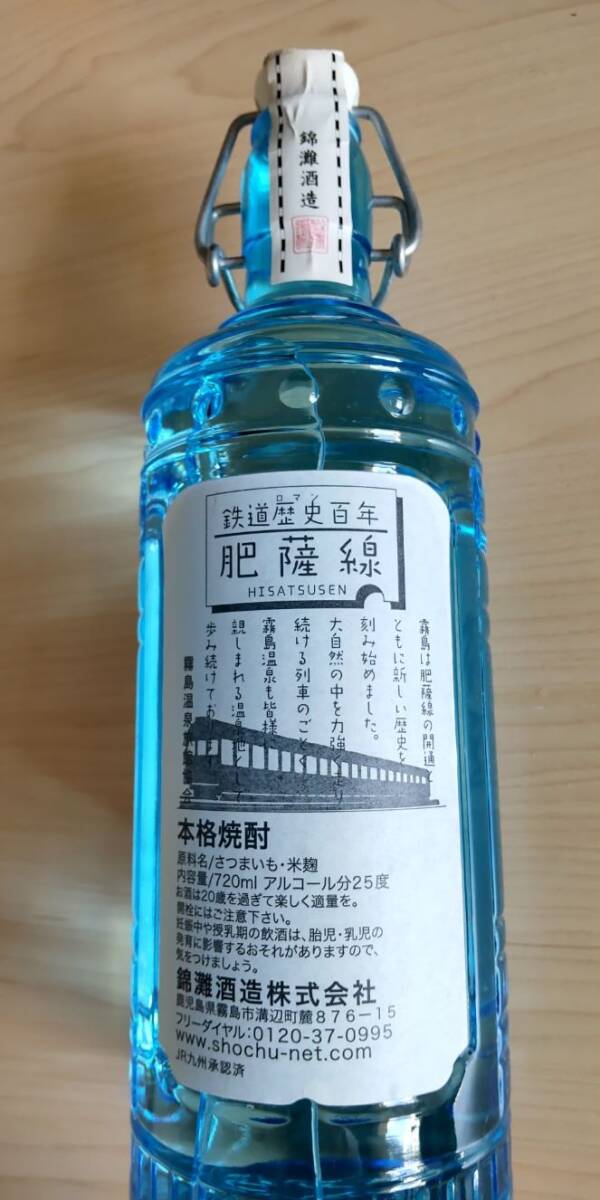 錦灘酒造
ロマン
鉄道歴史百年
肥薩線
HISATSUSEN
霧島は肥薩線の開通と
ともに新しい歴史を
刻み始めました。
大自然の中を力強く走り
続ける列車のごとく
霧島温泉も皆様に
親しまれる温泉地として
歩み続けてお
霧島温泉
本格焼酎
原料名/さつまいも・米麹
内容量/720ml アルコール分25度
お酒は20歳を過ぎて楽しく適量を。
開栓にはご注意下さい。
妊娠中や授乳期の飲酒は、胎児・乳児の
発育に影響するおそれがありますので、
気をつけましょう。
錦灘酒造株式会社
鹿児島県霧島市溝辺町麓876-15
フリーダイヤル:0120-37-0995
www.shochu-net.com
JR九州承認済